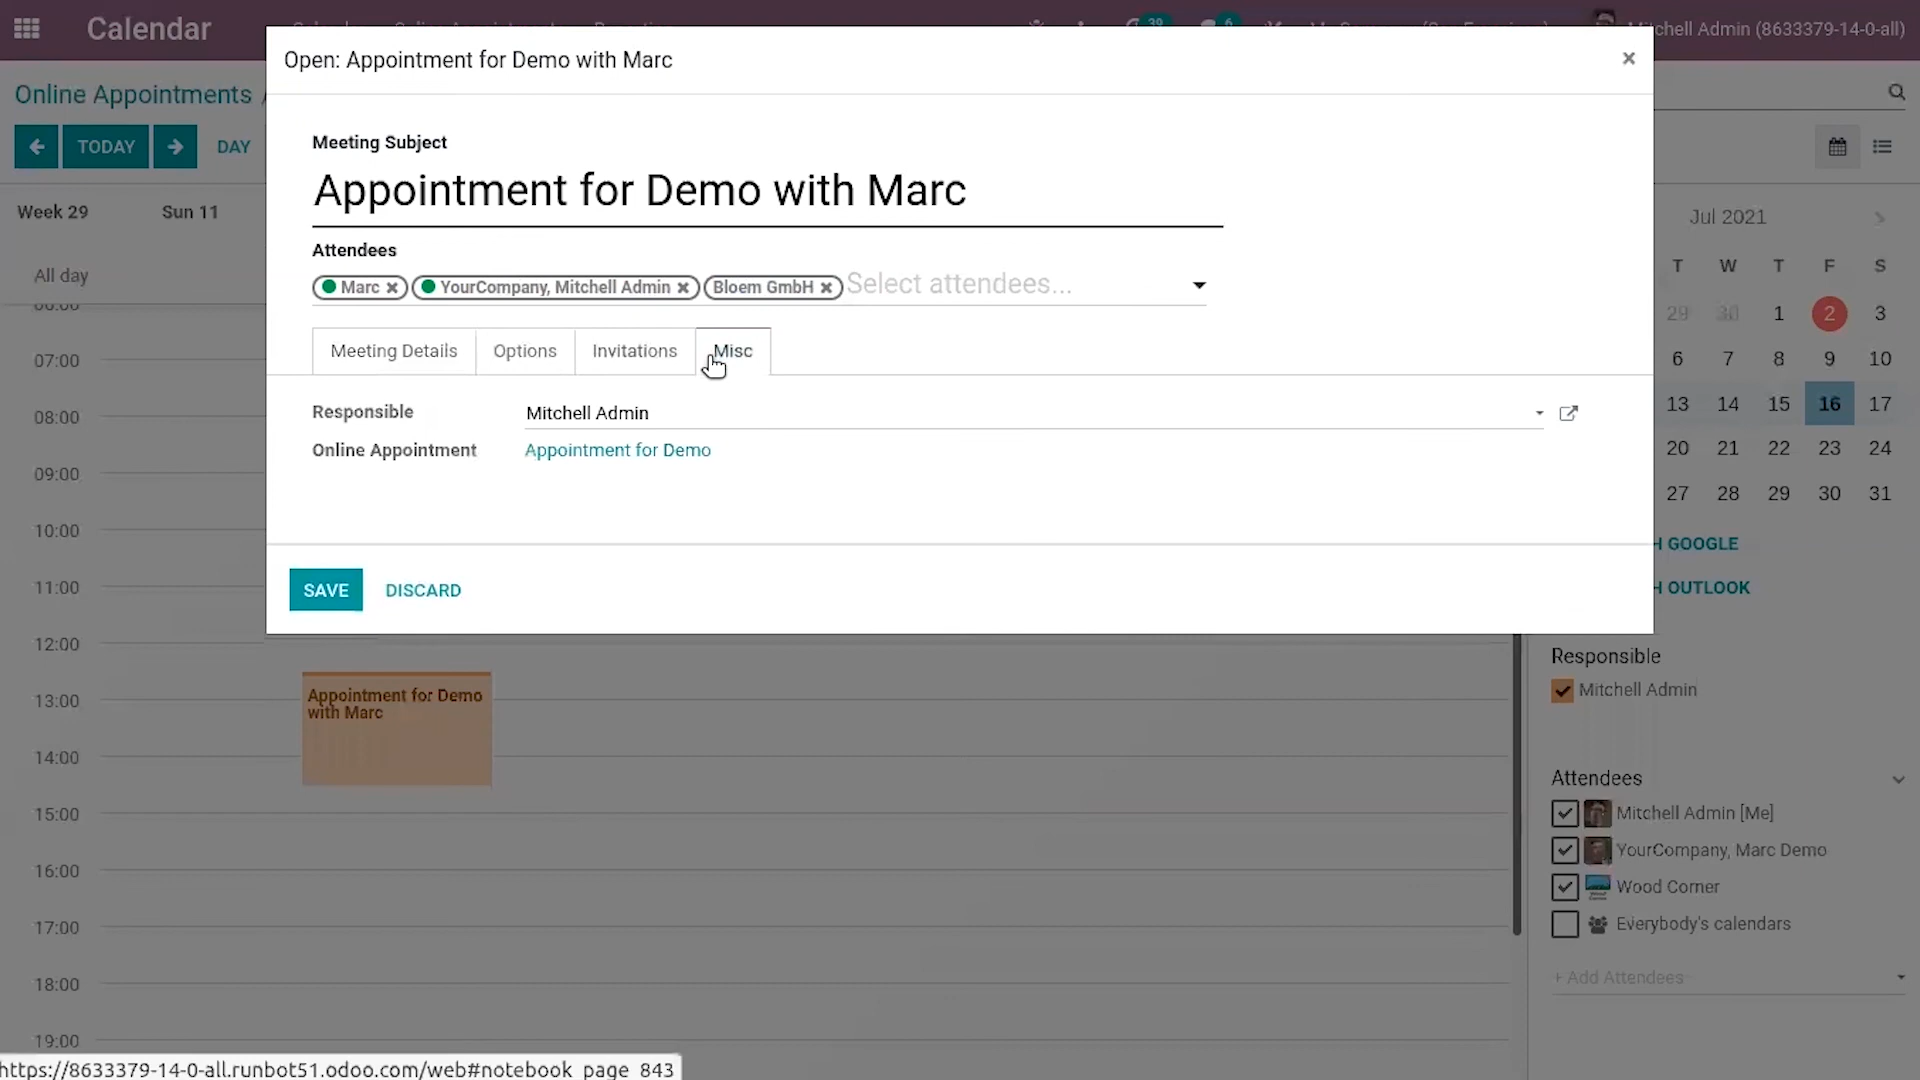 Calendar
39
6
chell Admin (8633379-14-0-all)
Open: Appointment for Demo with Marc
×
Online Appointments /
TODAY
DAY
Meeting Subject
Appointment for Demo with Marc
Attendees
Marc
YourCompany, Mitchell Admin
Bloem GmbH
Select attendees...
Meeting Details
Options
Invitations
Misc
Responsible
Mitchell Admin
Online Appointment
Appointment for Demo
SAVE
DISCARD
Week 29
Sun 11
All day
07:00
08:00
09:00
10:00
11:00
12:00
13:00
14:00
15:00
16:00
17:00
18:00
19:00
Appointment for Demo
with Marc
Jul 2021
T W T F S
29 30 1 2 3
6 7 8 9 10
13 14 15 16 17
20 21 22 23 24
27 28 29 30 31
H GOOGLE
H OUTLOOK
Responsible
Mitchell Admin
Attendees
Mitchell Admin [Me]
YourCompany, Marc Demo
Wood Corner
Everybody's calendars
+ Add Attendees
https://8633379-14-0-all.runbot51.odoo.com/web#notebook_page_843